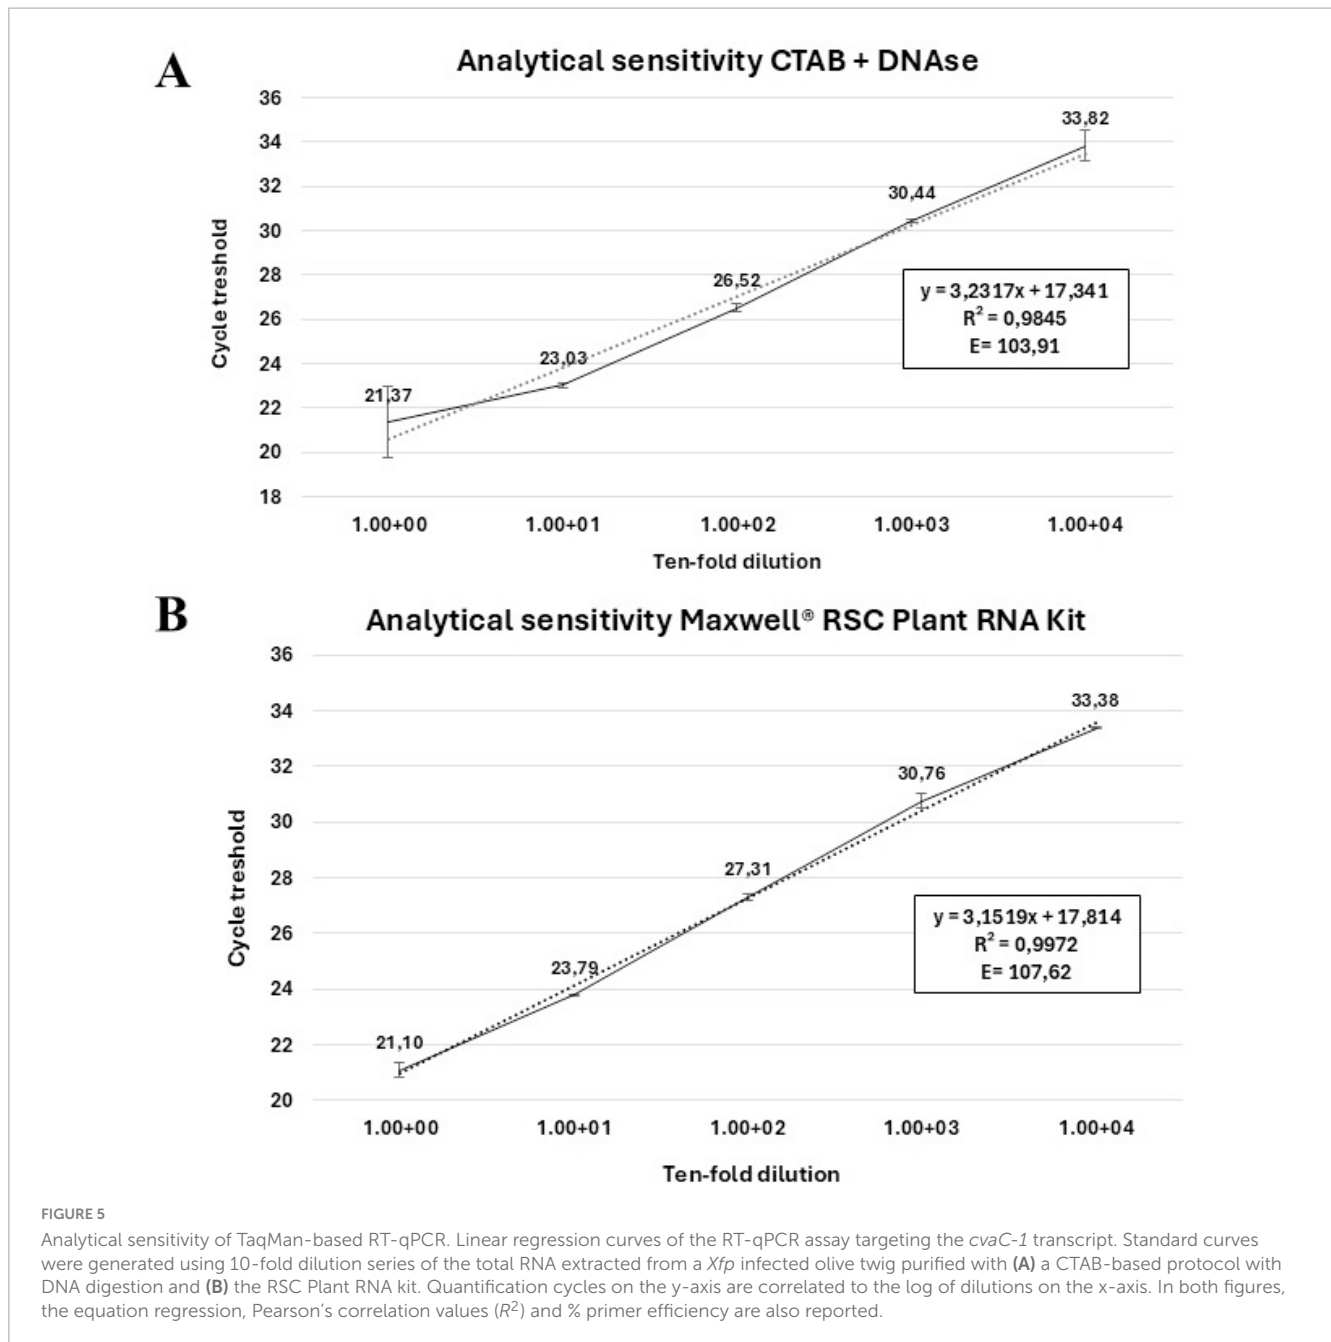 A
Analytical sensitivity CTAB + DNAse
36
34
32
30
28
26
24
22
20
18
Cycle treshold
21,37
23,03
26,52
30,44
33,82
y = 3,2317x + 17,341
R² = 0,9845
E= 103,91
1.00+00 1.00+01 1.00+02 1.00+03 1.00+04
Ten-fold dilution
B
Analytical sensitivity Maxwell® RSC Plant RNA Kit
36
34
32
30
28
26
24
22
20
Cycle treshold
21,10
23,79
27,31
30,76
33,38
y = 3,1519x + 17,814
R² = 0,9972
E= 107,62
1.00+00 1.00+01 1.00+02 1.00+03 1.00+04
Ten-fold dilution
FIGURE 5
Analytical sensitivity of TaqMan-based RT-qPCR. Linear regression curves of the RT-qPCR assay targeting the cvaC-1 transcript. Standard curves
were generated using 10-fold dilution series of the total RNA extracted from a Xfp infected olive twig purified with (A) a CTAB-based protocol with
DNA digestion and (B) the RSC Plant RNA kit. Quantification cycles on the y-axis are correlated to the log of dilutions on the x-axis. In both figures,
the equation regression, Pearson's correlation values (R²) and % primer efficiency are also reported.